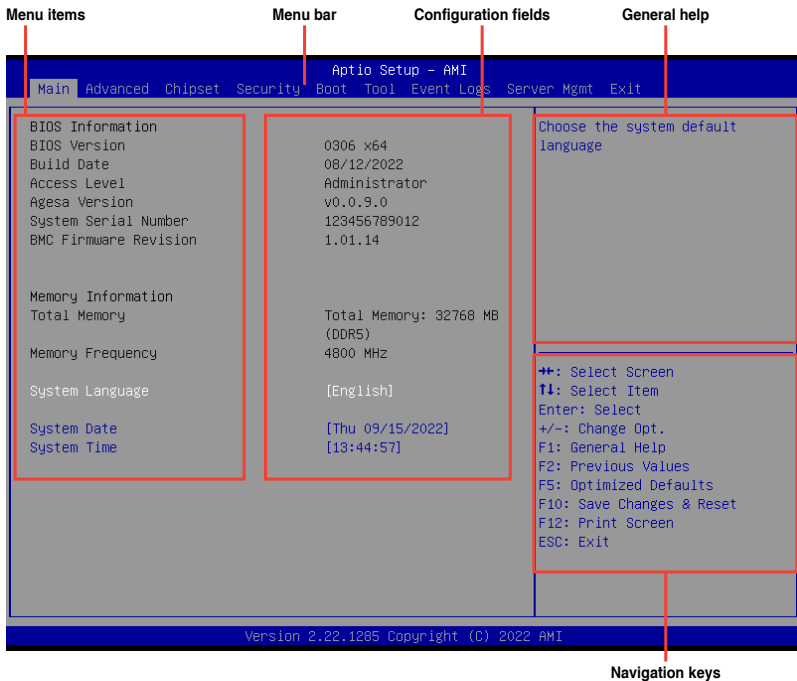 Menu items Menu bar Configuration fields General help
Aptio Setup - AMI
Main Advanced Chipset Security Boot Tool Event Logs Server Mgmt Exit
BIOS Information
BIOS Version 0306 x64
Build Date 08/12/2022
Access Level Administrator
Agesa Version v0.0.9.0
System Serial Number 123456789012
BMC Firmware Revision 1.01.14
Memory Information
Total Memory Total Memory: 32768 MB
(DDR5)
Memory Frequency 4800 MHz
System Language [English]
System Date [Thu 09/15/2022]
System Time [13:44:57]
Choose the system default
language
→←: Select Screen
↑↓: Select Item
Enter: Select
+/-: Change Opt.
F1: General Help
F2: Previous Values
F5: Optimized Defaults
F10: Save Changes & Reset
F12: Print Screen
ESC: Exit
Version 2.22.1285 Copyright (C) 2022 AMI
Navigation keys